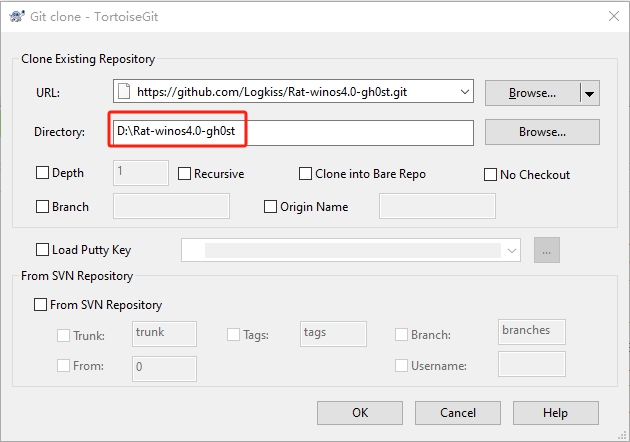 Git clone - TortoiseGit
Clone Existing Repository
URL: https://github.com/Logkiss/Rat-winos4.0-gh0st.git Browse...
Directory: D:\Rat-winos4.0-gh0st Browse...
Depth 1 Recursive Clone into Bare Repo No Checkout
Branch Origin Name
Load Putty Key ...
From SVN Repository
From SVN Repository
Trunk: trunk Tags: tags Branch: branches
From: 0 Username:
OK Cancel Help